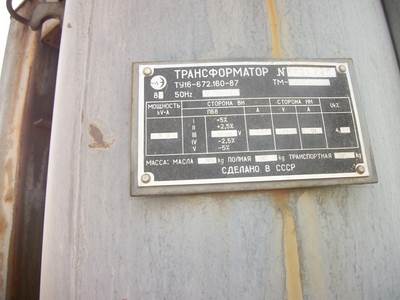 ТРАНСФОРМАТОР №
ТУ16-672.160-87 ТМ-
50Hz
МОЩНОСТЬ kV·A СТОРОНА ВН СТОРОНА НН Uк%
ПБВ A V A
I +5%
II +2,5%
III V
IV -2,5%
V -5%
МАССА: МАСЛА kg ПОЛНАЯ kg ТРАНСПОРТНАЯ kg
СДЕЛАНО В СССР